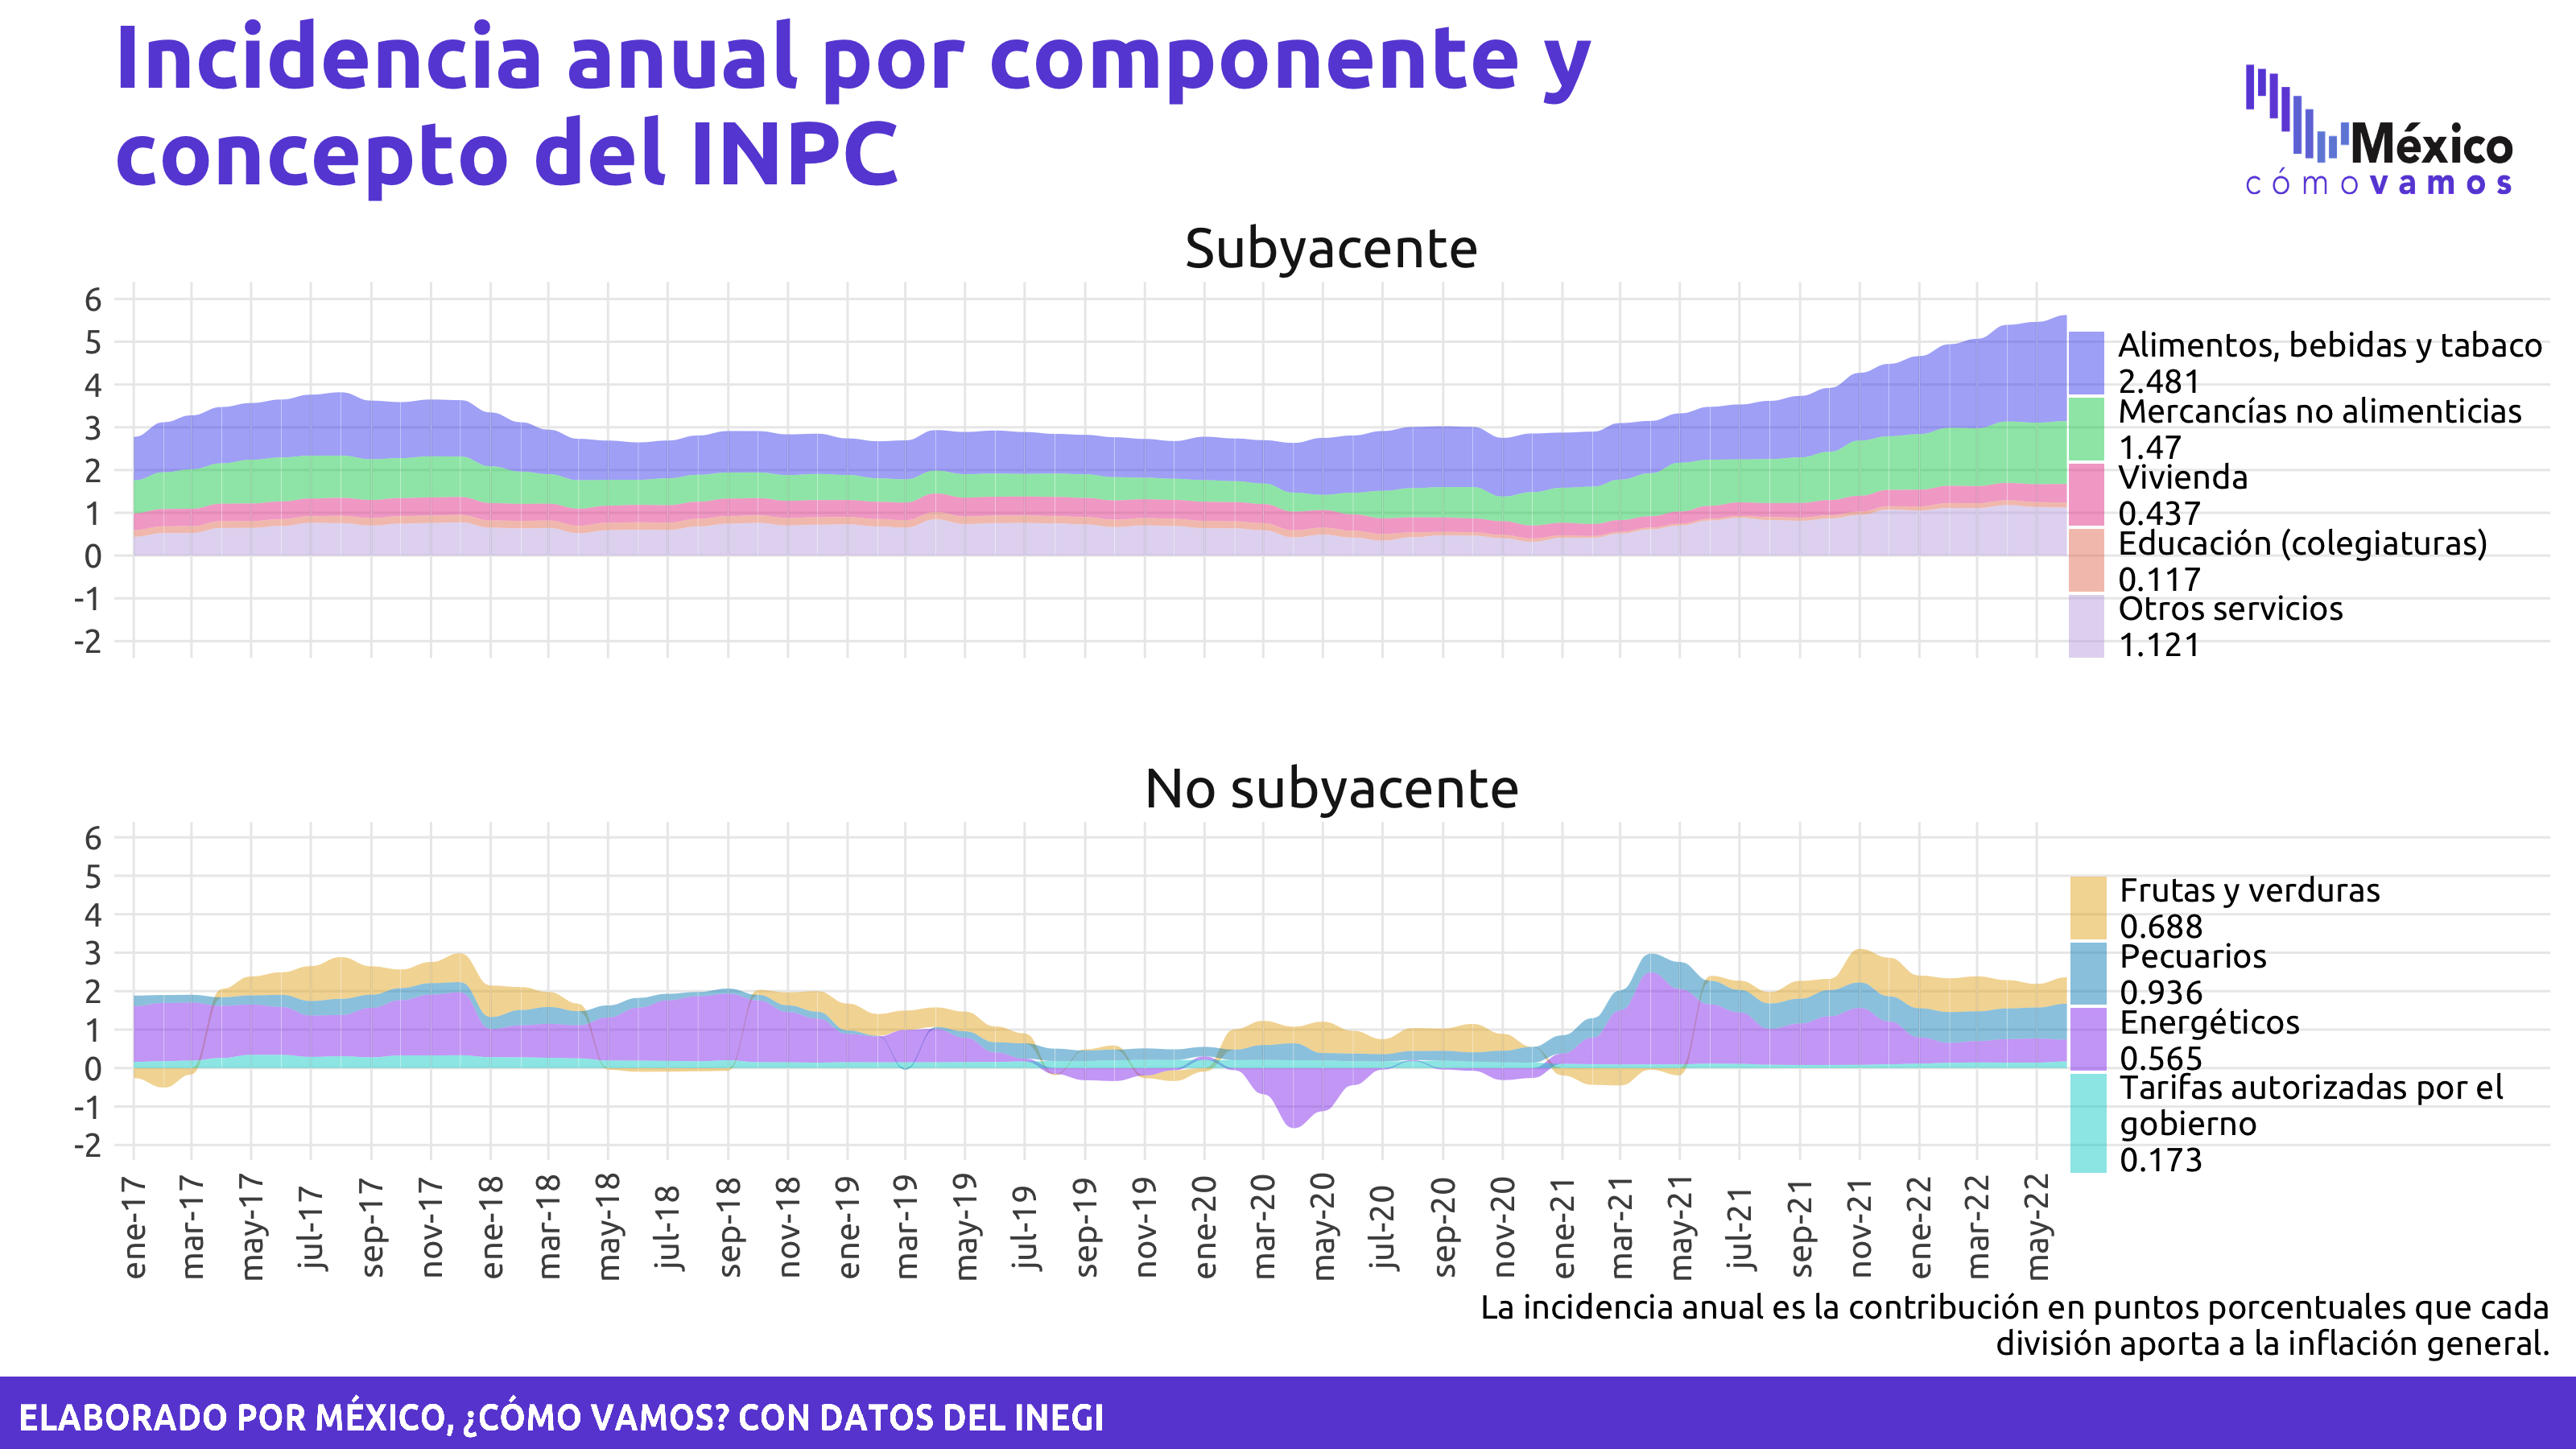 Incidencia anual por componente y
concepto del INPC
México
cómo vamos
Subyacente
6
5
4
3
2
1
0
-1
-2
Alimentos, bebidas y tabaco
2.481
Mercancías no alimenticias
1.47
Vivienda
0.437
Educación (colegiaturas)
0.117
Otros servicios
1.121
No subyacente
6
5
4
3
2
1
0
-1
-2
Frutas y verduras
0.688
Pecuarios
0.936
Energéticos
0.565
Tarifas autorizadas por el
gobierno
0.173
ene-17
mar-17
may-17
jul-17
sep-17
nov-17
ene-18
mar-18
may-18
jul-18
sep-18
nov-18
ene-19
mar-19
may-19
jul-19
sep-19
nov-19
ene-20
mar-20
may-20
jul-20
sep-20
nov-20
ene-21
mar-21
may-21
jul-21
sep-21
nov-21
ene-22
mar-22
may-22
La incidencia anual es la contribución en puntos porcentuales que cada
división aporta a la inflación general.
ELABORADO POR MÉXICO, ¿CÓMO VAMOS? CON DATOS DEL INEGI